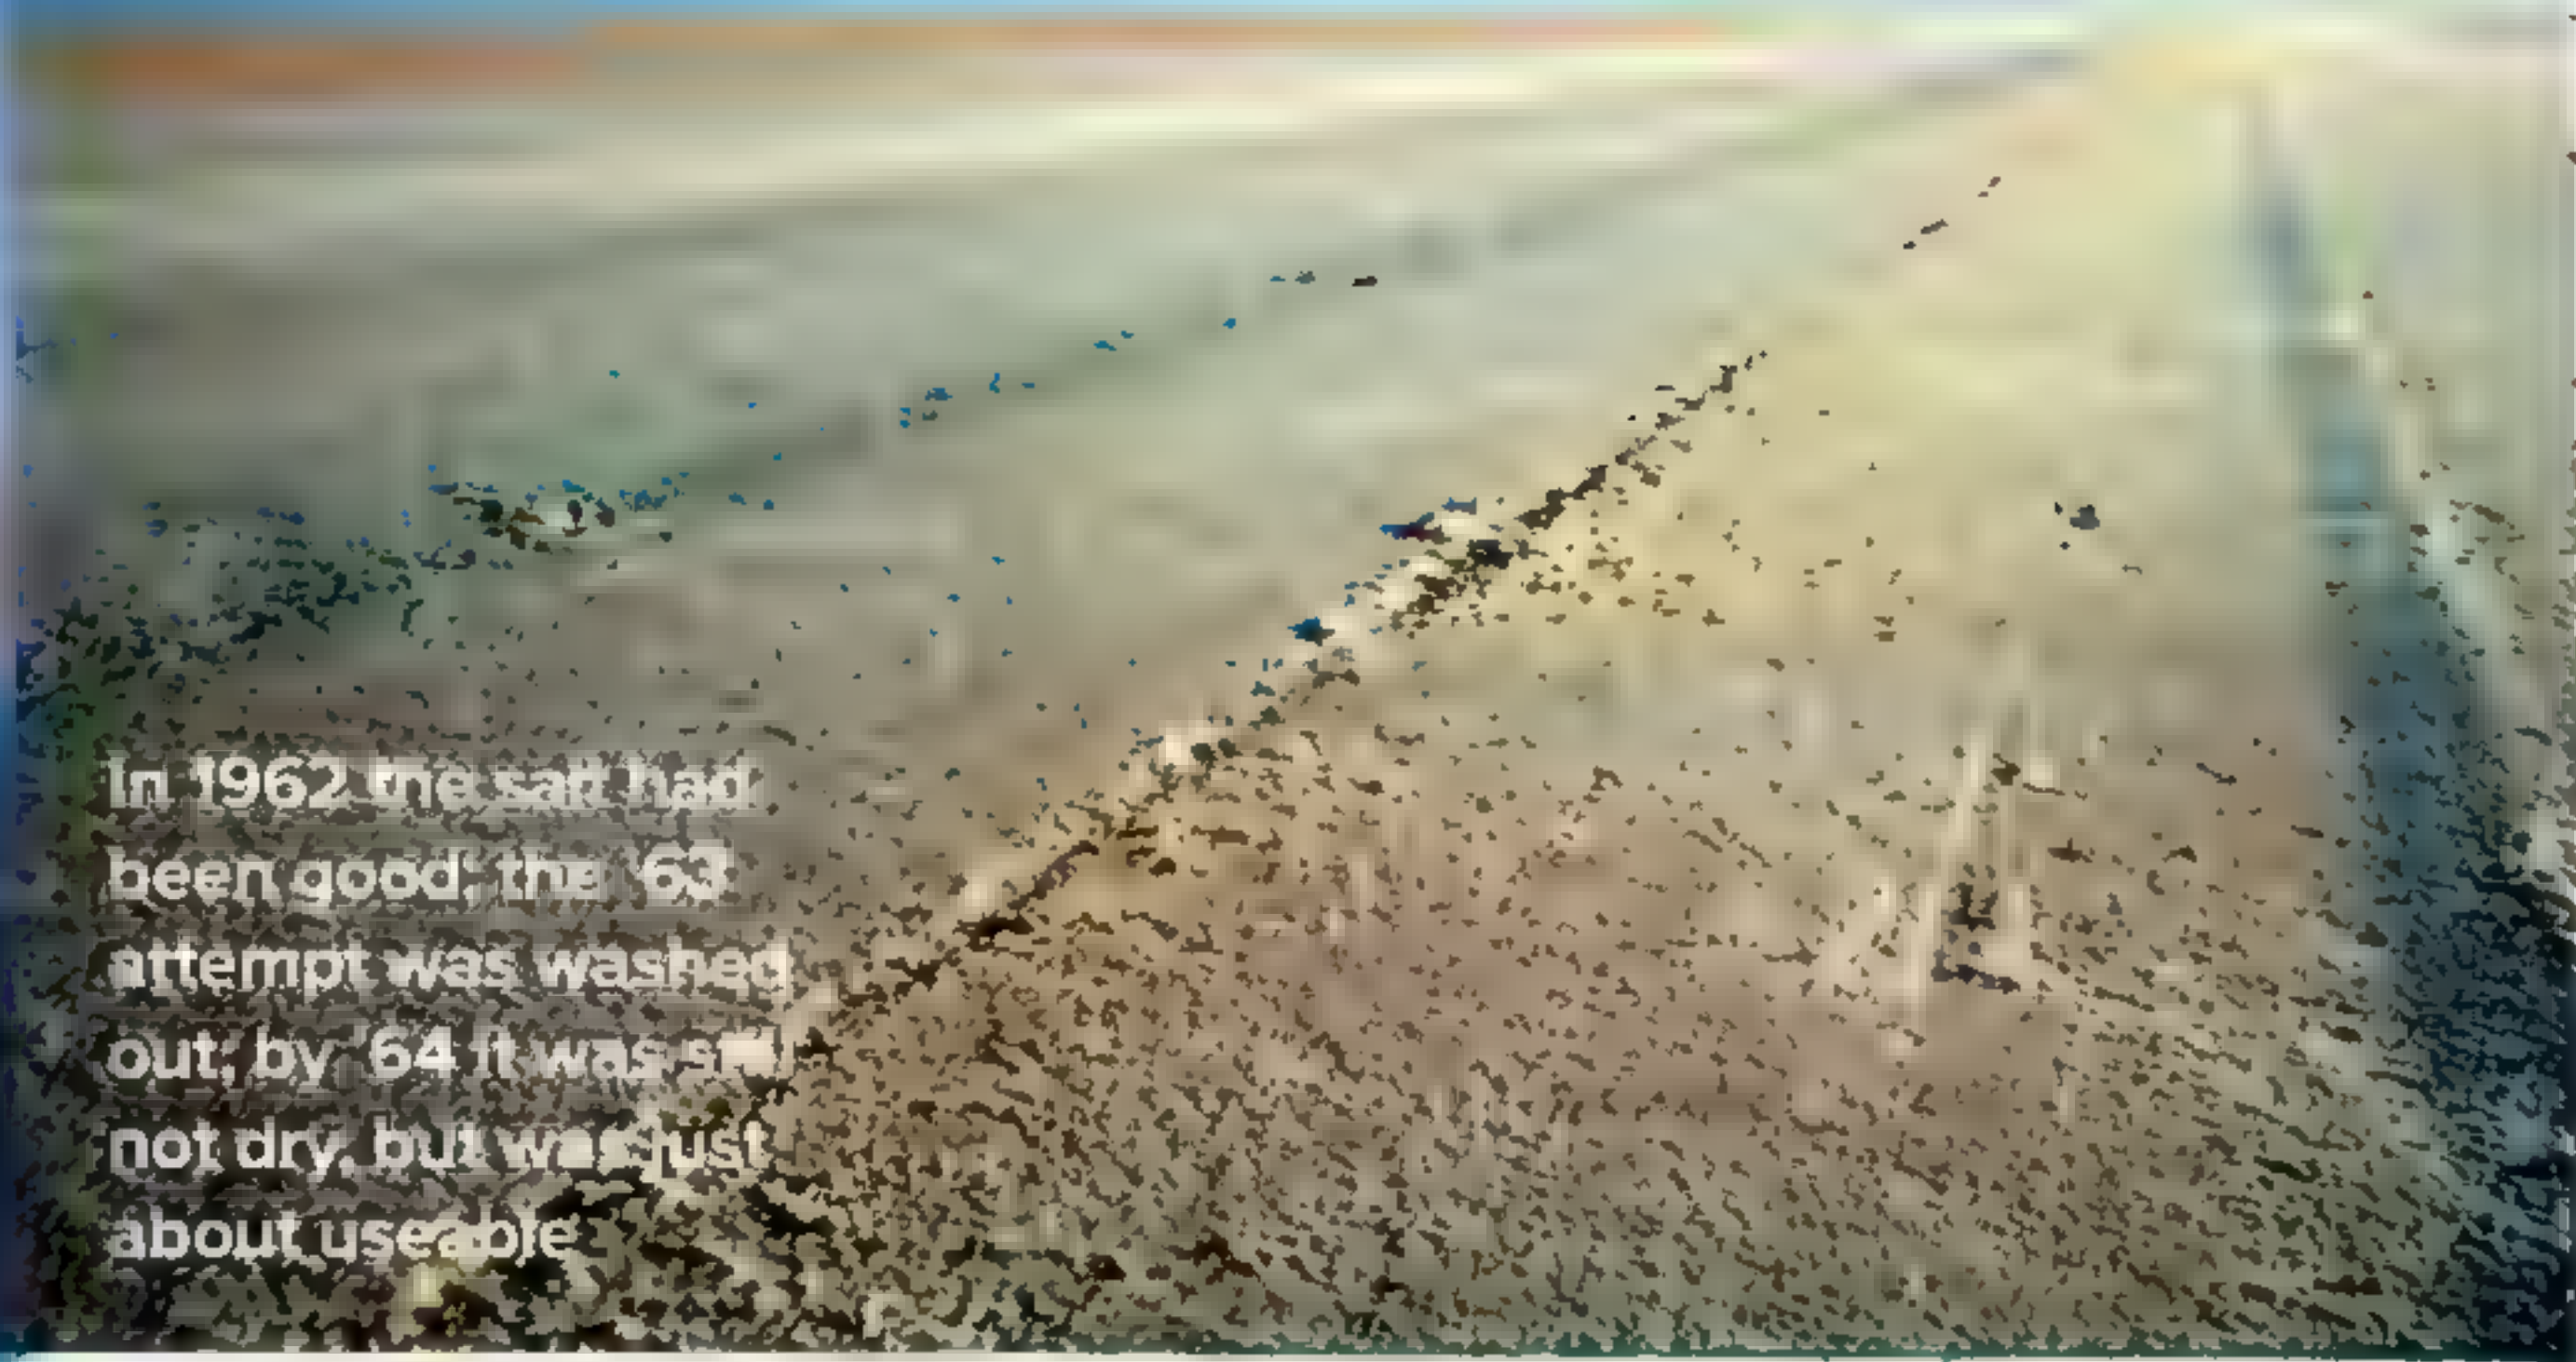 In 1962 the salt had
been good; the '63
attempt was washed
out; by '64 it was still
not dry, but was just
about useable